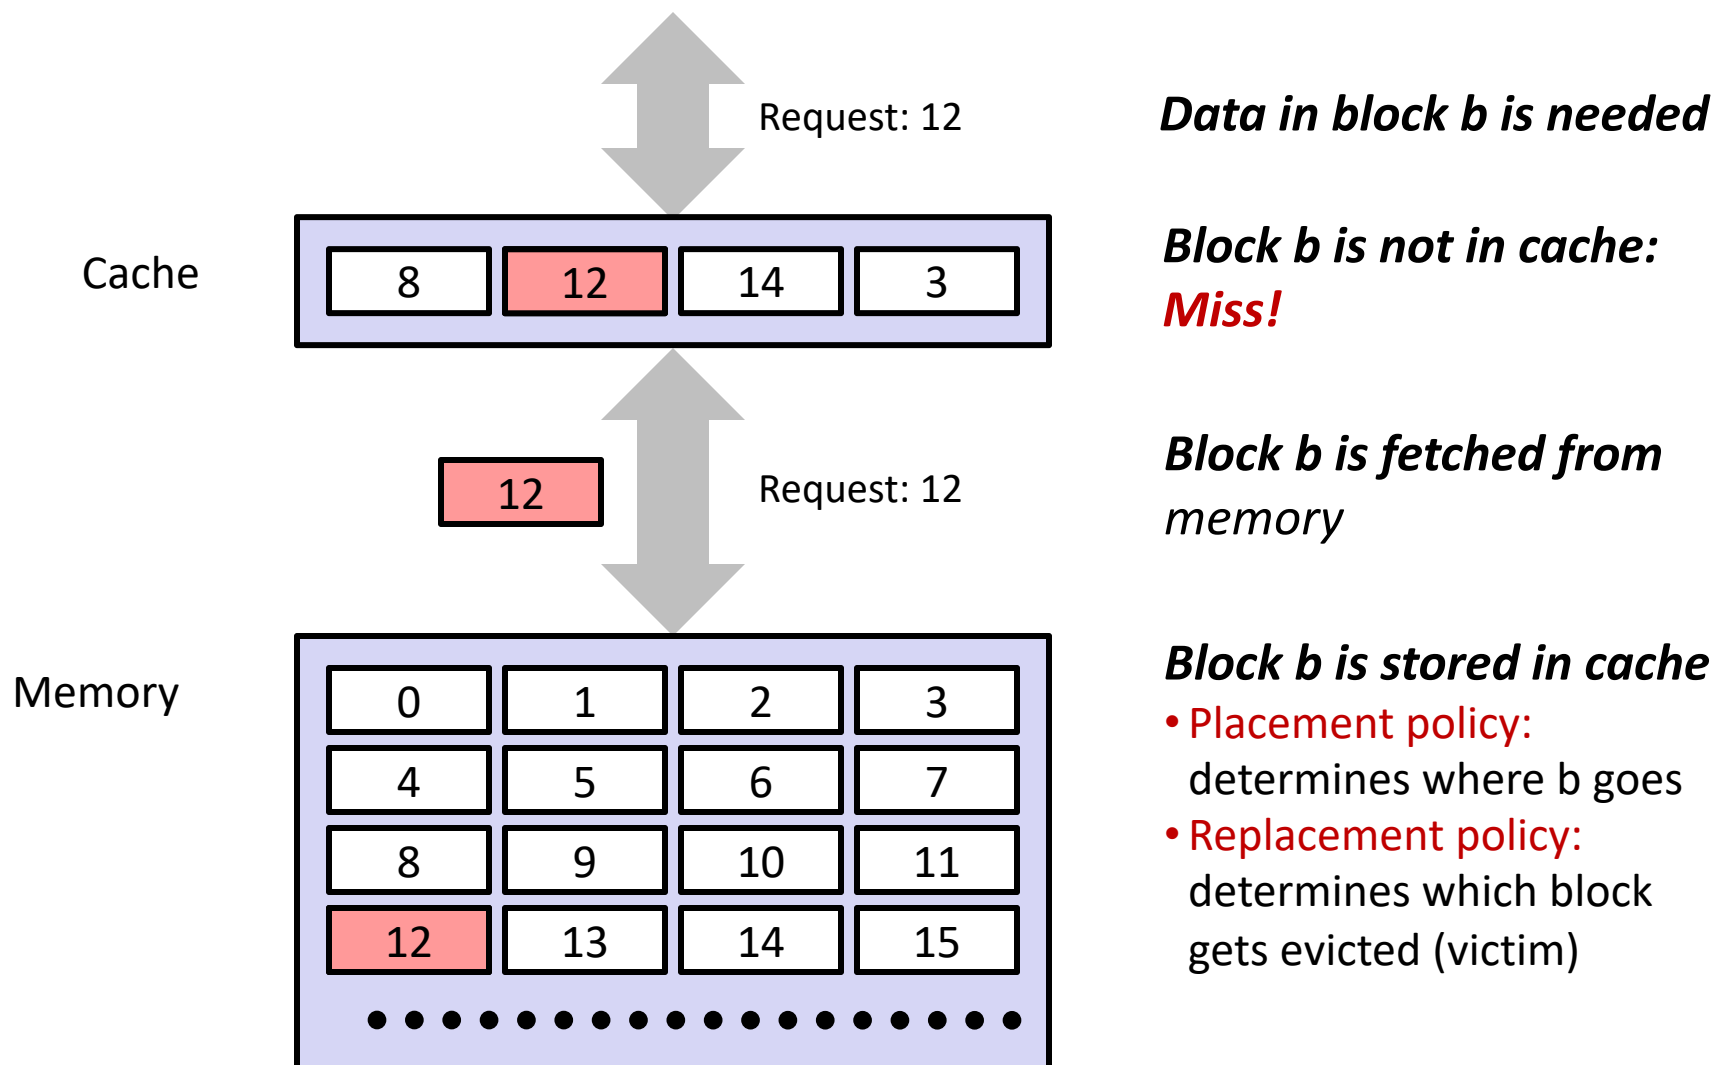 Request: 12
Data in block b is needed
Cache
8 12 14 3
Block b is not in cache:
Miss!
12
Request: 12
Block b is fetched from
memory
Memory
0 1 2 3
4 5 6 7
8 9 10 11
12 13 14 15
Block b is stored in cache
• Placement policy:
determines where b goes
• Replacement policy:
determines which block
gets evicted (victim)